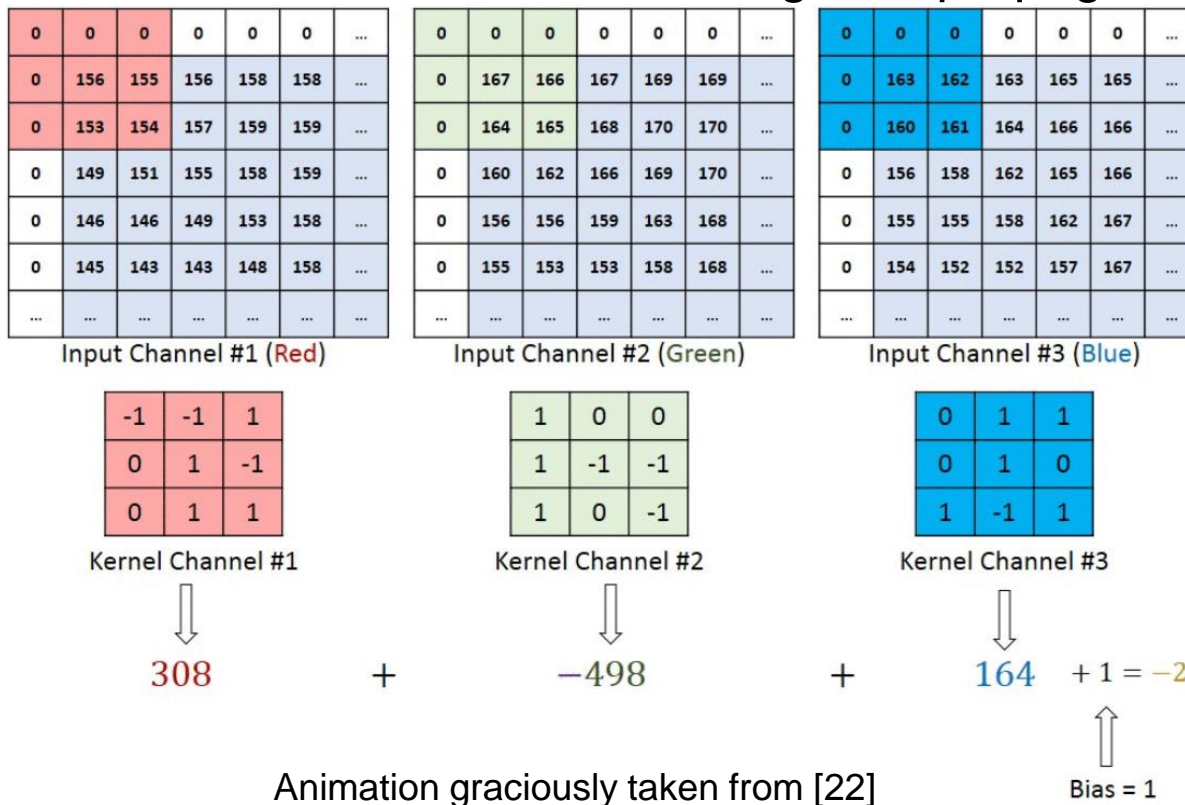 0 0 0 0 0 0 ... 0 0 0 0 0 0 ... 0 0 0 0 0 0 ...
0 156 155 156 158 158 ... 0 167 166 167 169 169 ... 0 163 162 163 165 165 ...
0 153 154 157 159 159 ... 0 164 165 168 170 170 ... 0 160 161 164 166 166 ...
0 149 151 155 158 159 ... 0 160 162 166 169 170 ... 0 156 158 162 165 166 ...
0 146 146 149 153 158 ... 0 156 156 159 163 168 ... 0 155 155 158 162 167 ...
0 145 143 143 148 158 ... 0 155 153 153 158 168 ... 0 154 152 152 157 167 ...
... ... ... ... ... ... ... ... ... ... ... ... ... ... ... ... ... ... ... ... ...
Input Channel #1 (Red) Input Channel #2 (Green) Input Channel #3 (Blue)
-1 -1 1 1 0 0 0 1 1
0 1 -1 1 -1 -1 0 1 0
0 1 1 1 0 -1 1 -1 1
Kernel Channel #1 Kernel Channel #2 Kernel Channel #3
308 + −498 + 164 + 1 = −2
Animation graciously taken from [22] Bias = 1